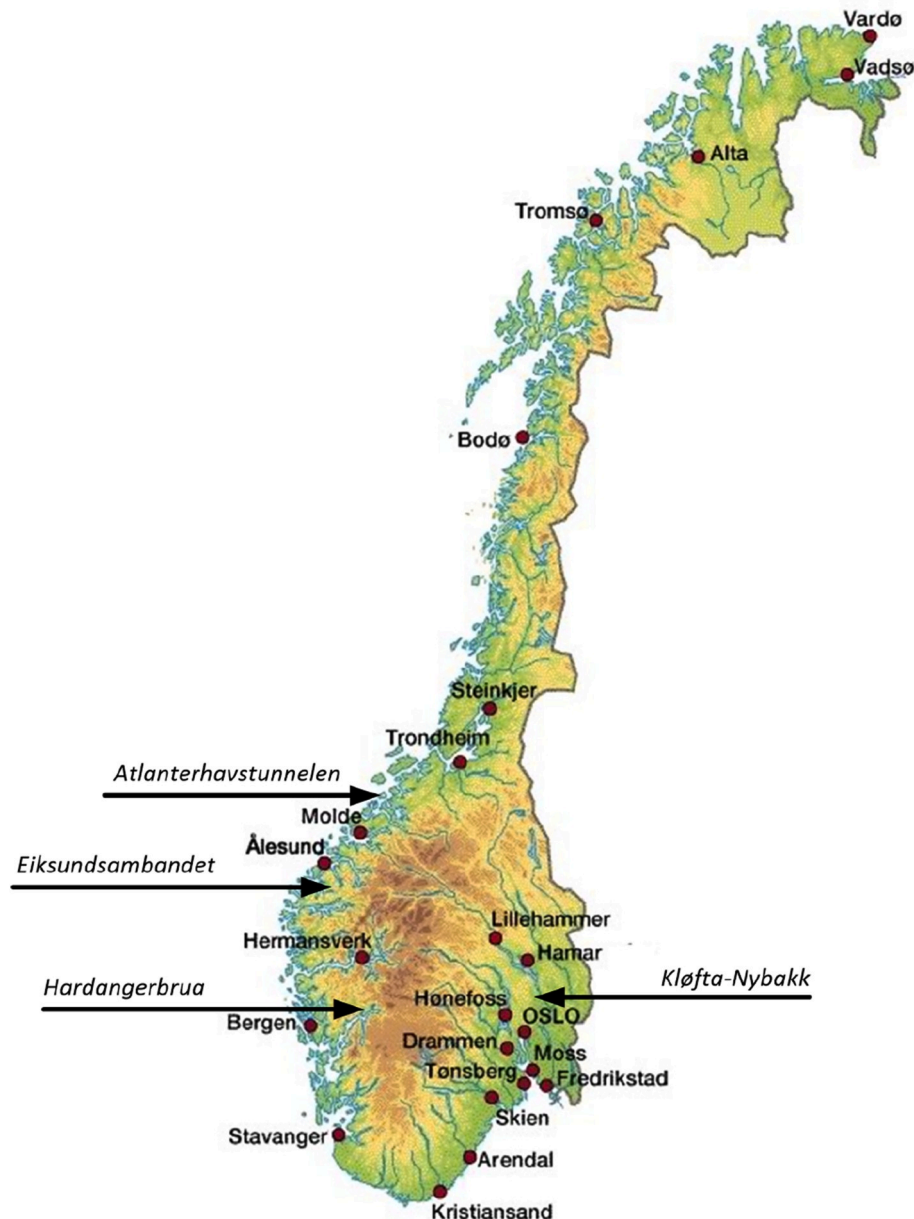 Vardø
Vadsø
Alta
Tromsø
Bodø
Steinkjer
Trondheim
Atlanterhavstunnelen
Molde
Ålesund
Eiksundsambandet
Lillehammer
Hermansverk
Hamar
Kløfta-Nybakk
Hardangerbrua
Hønefoss
Bergen
OSLO
Drammen
Moss
Tønsberg
Fredrikstad
Skien
Stavanger
Arendal
Kristiansand